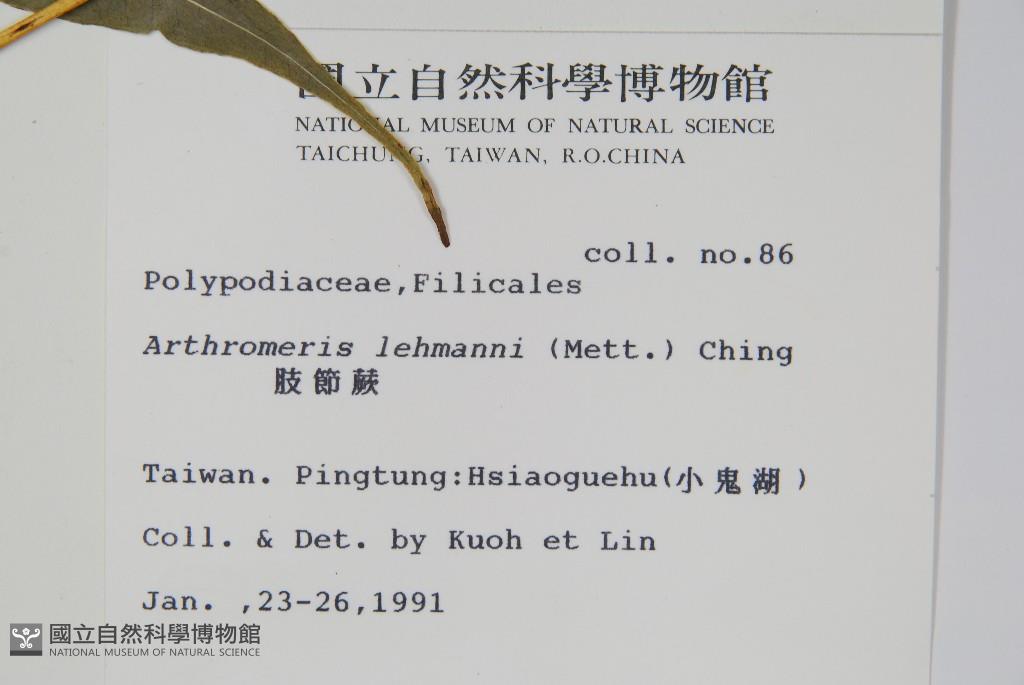 國立自然科學博物館
NATIONAL MUSEUM OF NATURAL SCIENCE
TAICHUNG, TAIWAN, R.O.CHINA
coll. no.86
Polypodiaceae,Filicales
Arthromeris lehmanni (Mett.) Ching
肢節蕨
Taiwan. Pingtung:Hsiaoguehu(小鬼湖)
Coll. & Det. by Kuoh et Lin
Jan. ,23-26,1991
國立自然科學博物館
NATIONAL MUSEUM OF NATURAL SCIENCE